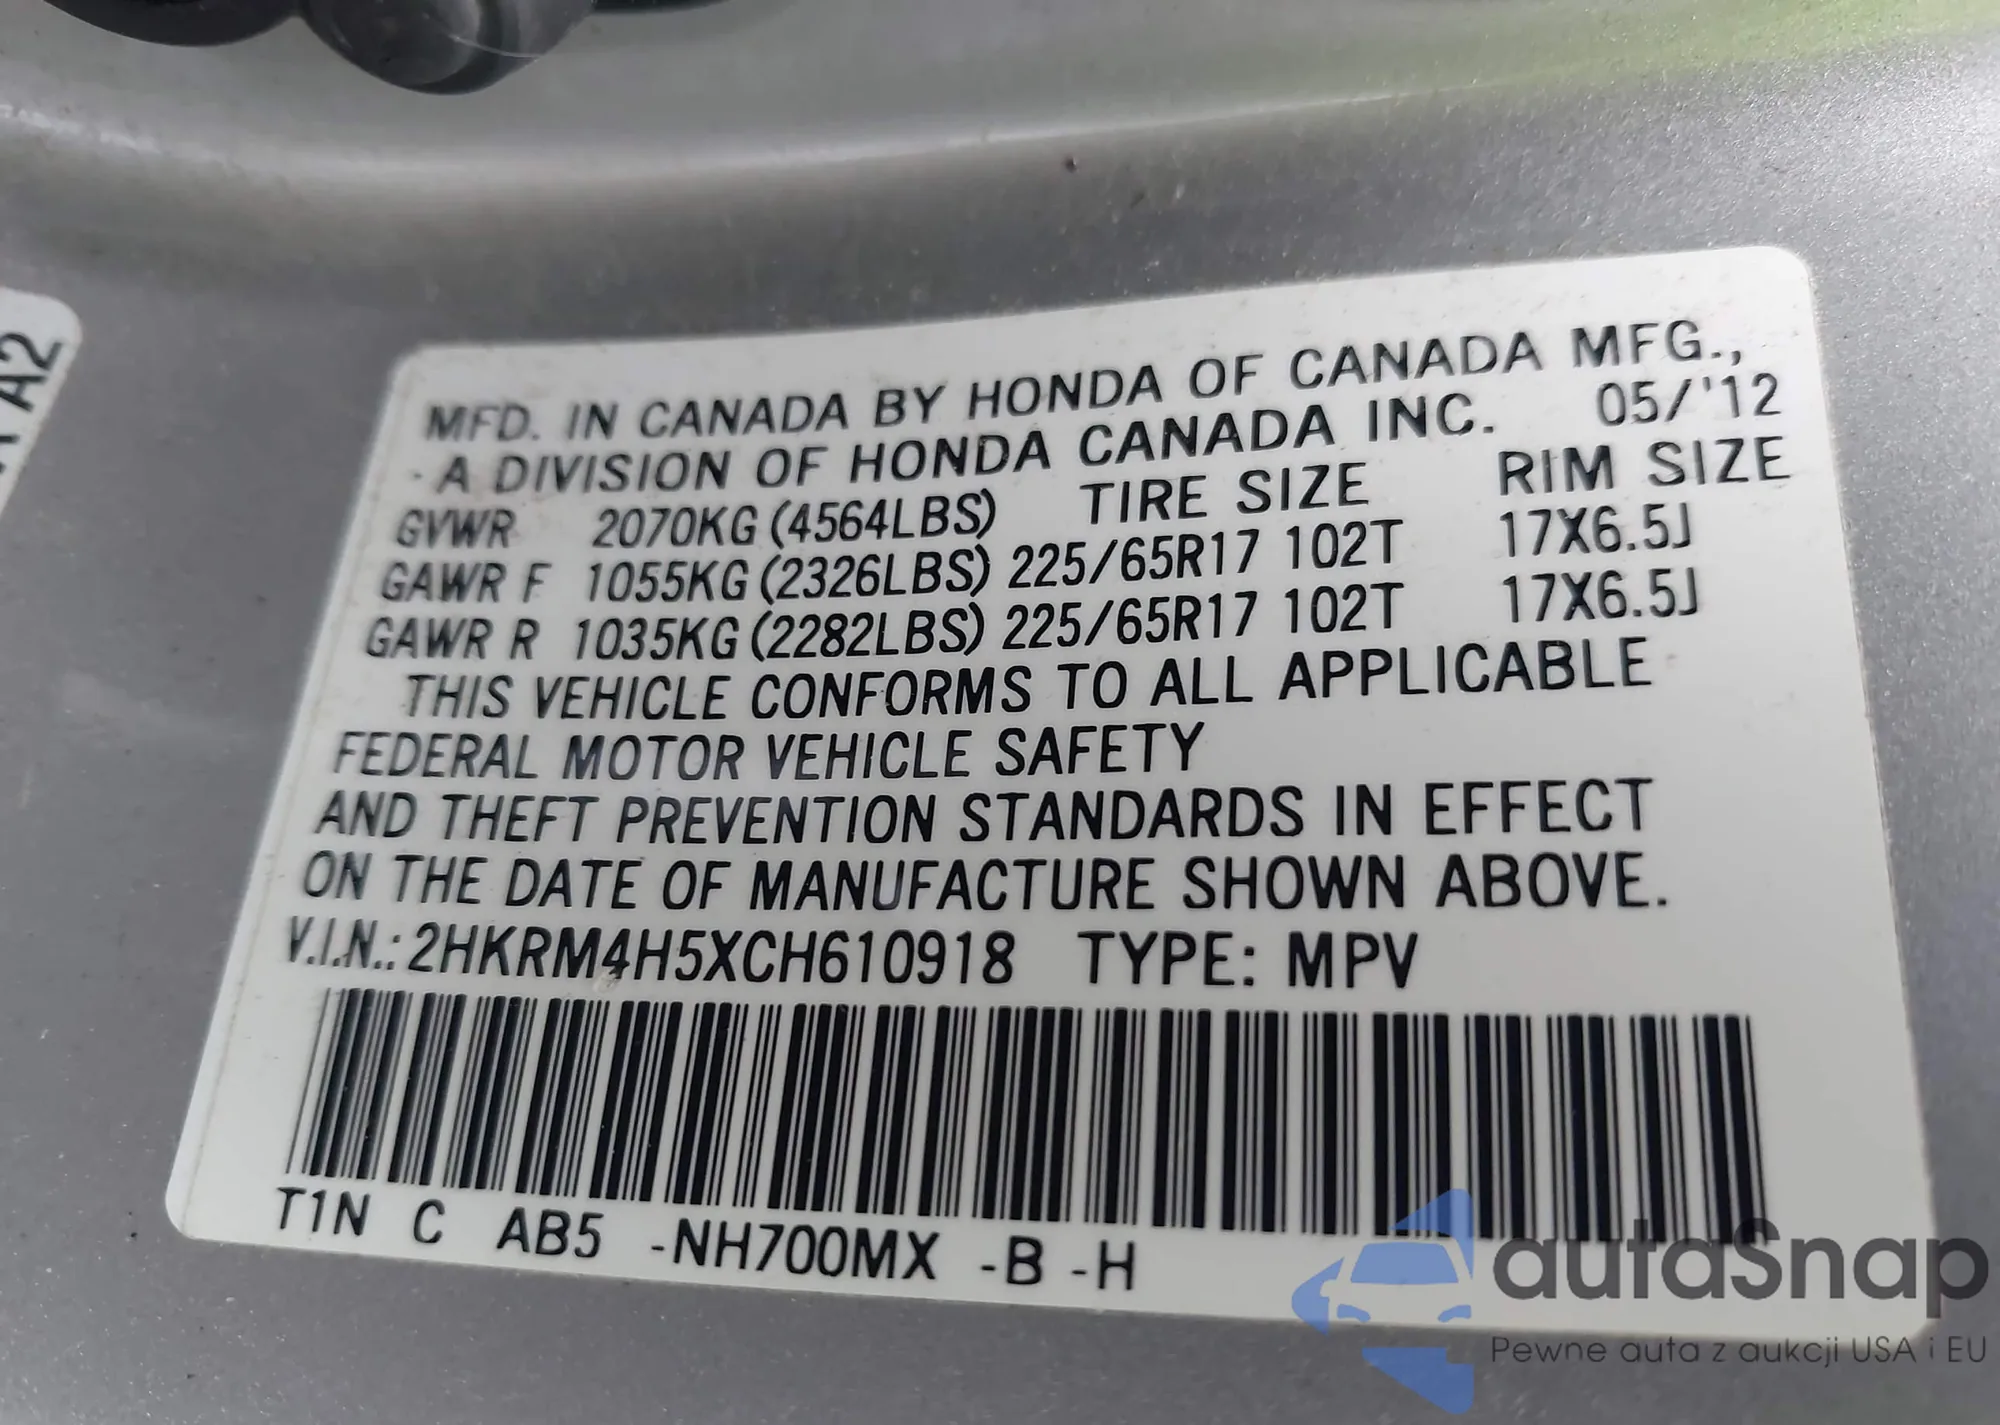 A2
MFD. IN CANADA BY HONDA OF CANADA MFG.,
- A DIVISION OF HONDA CANADA INC. 05/'12
GVWR 2070KG (4564LBS) TIRE SIZE RIM SIZE
GAWR F 1055KG (2326LBS) 225/65R17 102T 17X6.5J
GAWR R 1035KG (2282LBS) 225/65R17 102T 17X6.5J
THIS VEHICLE CONFORMS TO ALL APPLICABLE
FEDERAL MOTOR VEHICLE SAFETY
AND THEFT PREVENTION STANDARDS IN EFFECT
ON THE DATE OF MANUFACTURE SHOWN ABOVE.
V.I.N.: 2HKRM4H5XCH610918 TYPE: MPV
T1N C AB5 -NH700MX -B -H
autaSnap
Pewne auta z aukcji USA i EU